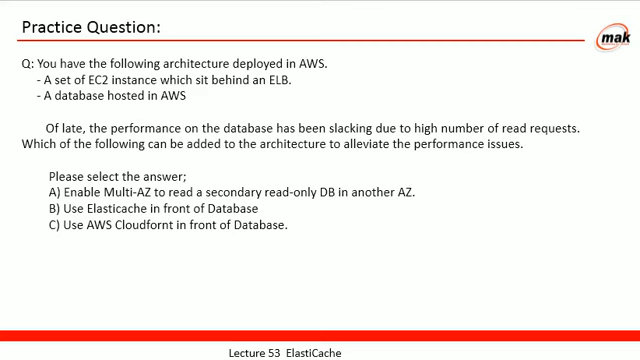 Practice Question:
mak
Q: You have the following architecture deployed in AWS.
- A set of EC2 instance which sit behind an ELB.
- A database hosted in AWS
Of late, the performance on the database has been slacking due to high number of read requests.
Which of the following can be added to the architecture to alleviate the performance issues.
Please select the answer;
A) Enable Multi-AZ to read a secondary read-only DB in another AZ.
B) Use Elasticache in front of Database
C) Use AWS Cloudfornt in front of Database.
Lecture 53 ElastiCache